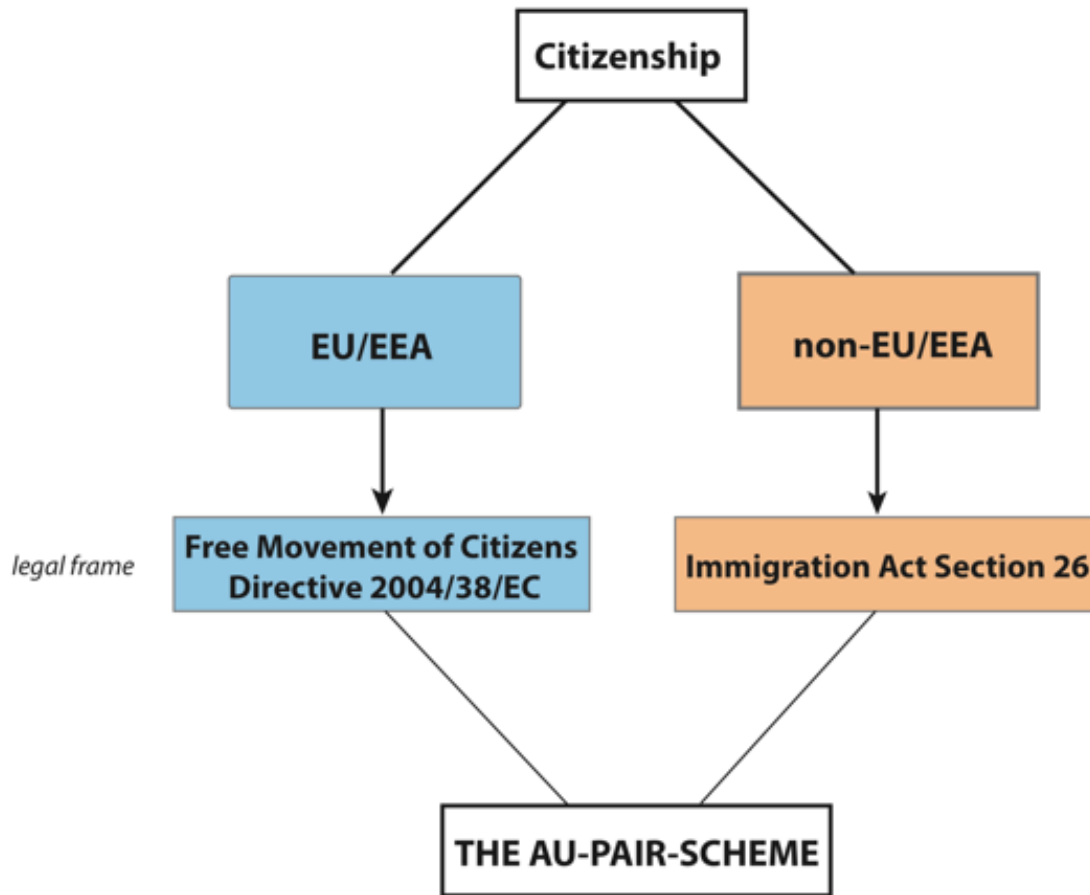 Citizenship
EU/EEA
non-EU/EEA
legal frame
Free Movement of Citizens
Directive 2004/38/EC
Immigration Act Section 26
THE AU-PAIR-SCHEME